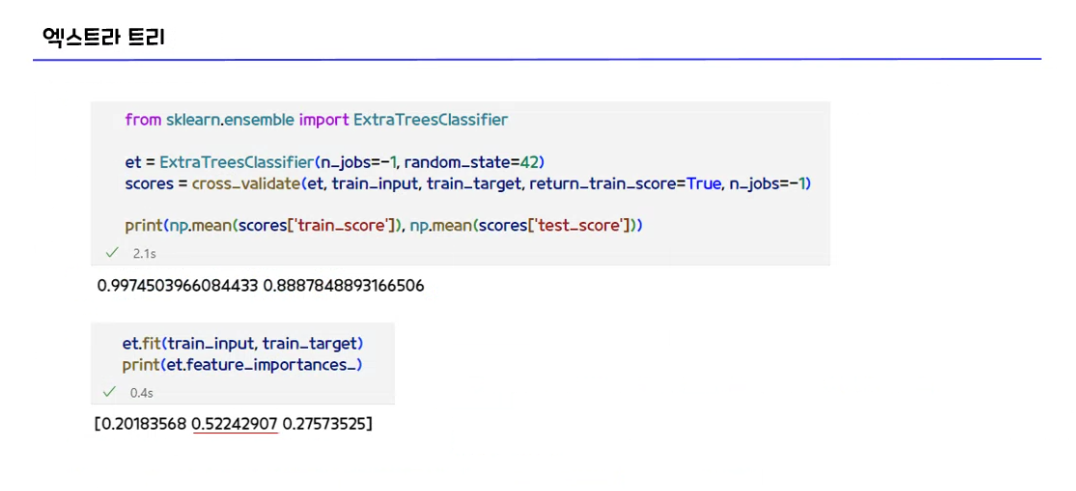 엑스트라 트리
from sklearn.ensemble import ExtraTreesClassifier
et = ExtraTreesClassifier(n_jobs=-1, random_state=42)
scores = cross_validate(et, train_input, train_target, return_train_score=True, n_jobs=-1)
print(np.mean(scores['train_score']), np.mean(scores['test_score']))
2.1s
0.9974503966084433 0.8887848893166506
et.fit(train_input, train_target)
print(et.feature_importances_)
0.4s
[0.20183568 0.52242907 0.27573525]